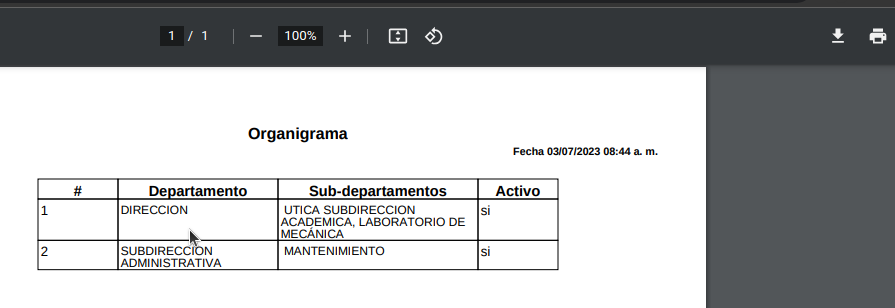 1 / 1 100%
Organigrama
Fecha 03/07/2023 08:44 a. m.
# Departamento Sub-departamentos Activo
1 DIRECCION UTICA SUBDIRECCION si
ACADEMICA, LABORATORIO DE
MECÁNICA
2 SUBDIRECCIÓN MANTENIMIENTO si
ADMINISTRATIVA